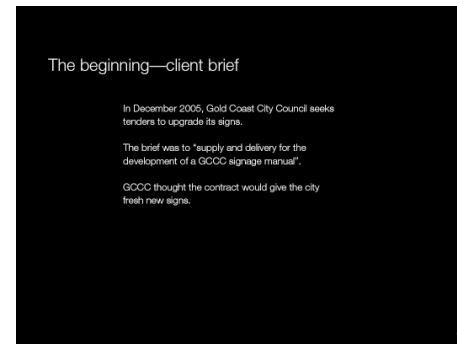 The beginning—client brief
In December 2005, Gold Coast City Council seeks
tenders to upgrade its signs.
The brief was to "supply and delivery for the
development of a GCCC signage manual".
GCCC thought the contract would give the city
fresh new signs.